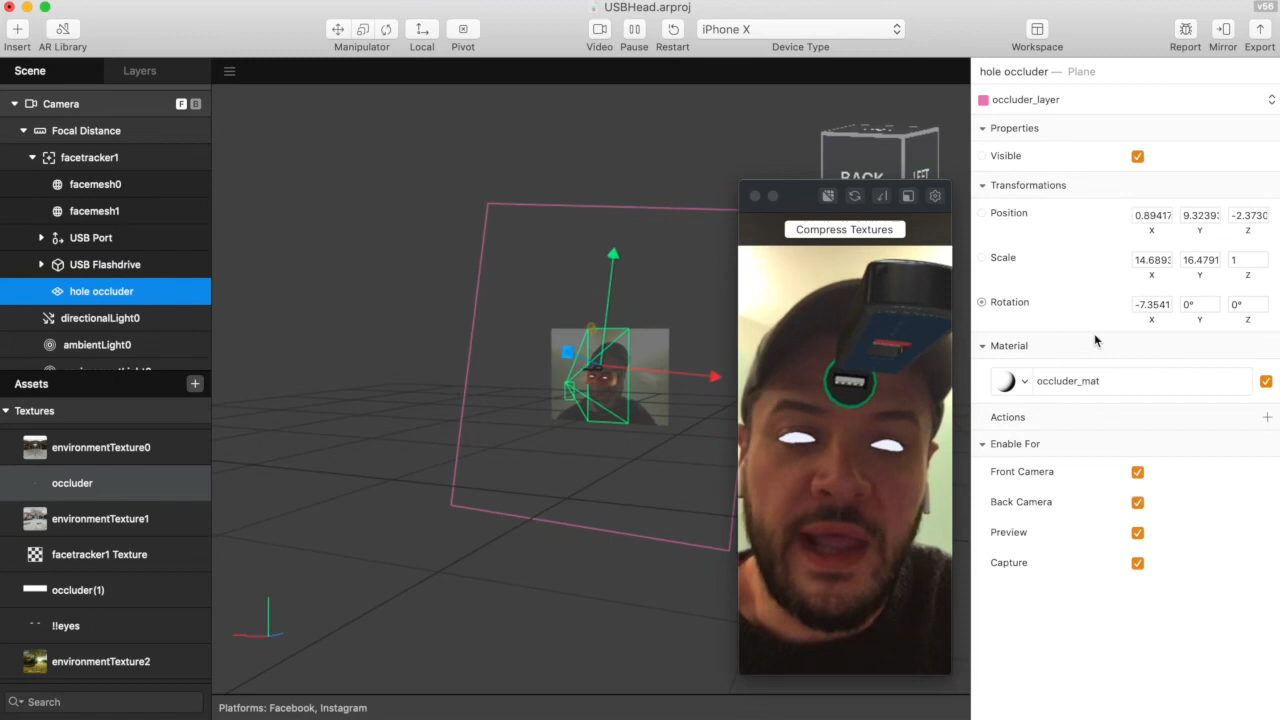 USBHead.arproj
v56
Insert
AR Library
Manipulator
Local
Pivot
Video
Pause
Restart
iPhone X
Device Type
Workspace
Report
Mirror
Export
Scene
Layers
Camera
F
B
Focal Distance
facetracker1
facemesh0
facemesh1
USB Port
USB Flashdrive
hole occluder
directionalLight0
ambientLight0
Assets
Textures
environmentTexture0
occluder
environmentTexture1
facetracker1 Texture
occluder(1)
!!eyes
environmentTexture2
Search
BACK
LEFT
Compress Textures
Platforms: Facebook, Instagram
hole occluder — Plane
occluder_layer
Properties
Visible
Transformations
Position
0.89417
9.3239
-2.3730
X
Y
Z
Scale
14.689
16.4791
1
X
Y
Z
Rotation
-7.3541
0°
0°
X
Y
Z
Material
occluder_mat
Actions
Enable For
Front Camera
Back Camera
Preview
Capture